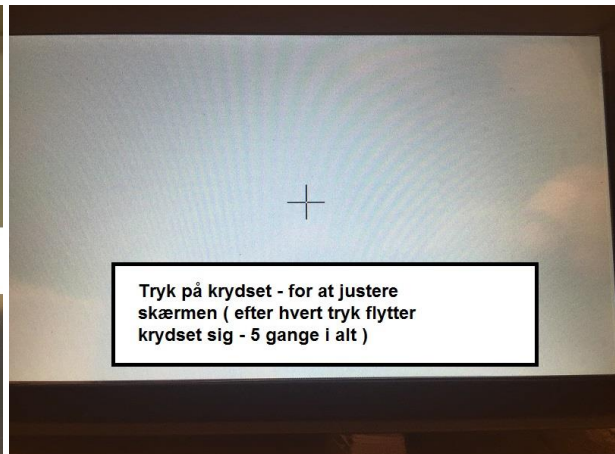 Tryk på krydset - for at justere
skærmen ( efter hvert tryk flytter
krydset sig - 5 gange i alt )